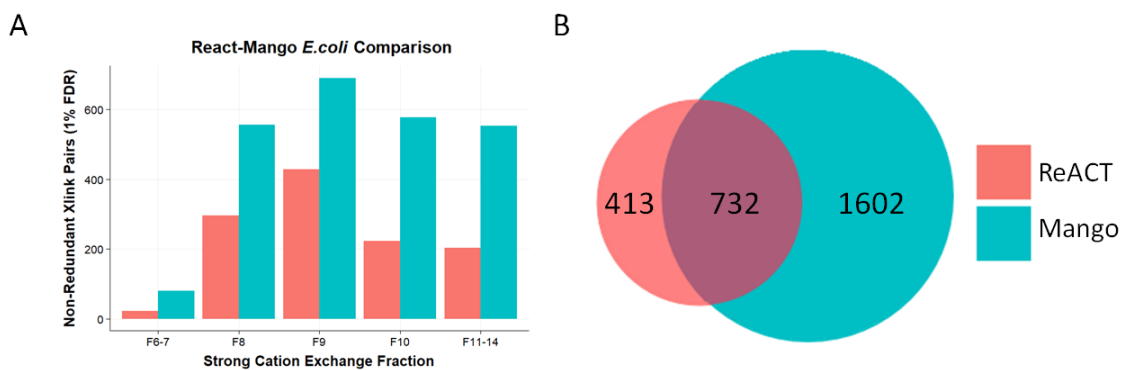 A
React-Mango E.coli Comparison
Non-Redundant Xlink Pairs (1% FDR)
600
400
200
0
F6-7 F8 F9 F10 F11-14
Strong Cation Exchange Fraction
B
413 732 1602
ReACT
Mango